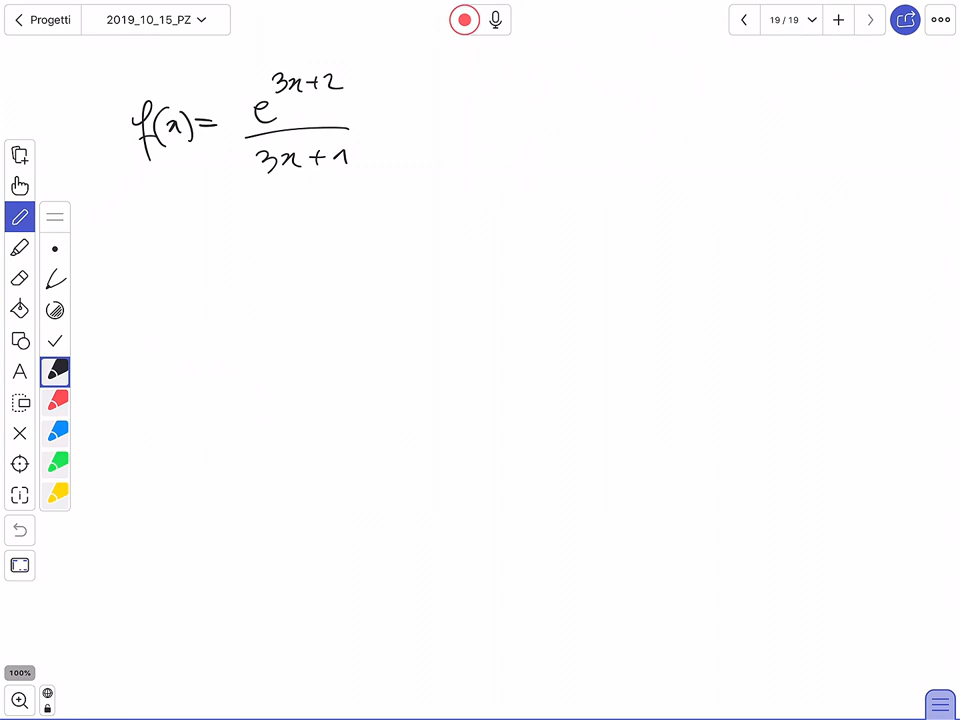 Progetti 2019_10_15_PZ 19 / 19
f(x) = e^{3x+2} / 3x+1
A
100%